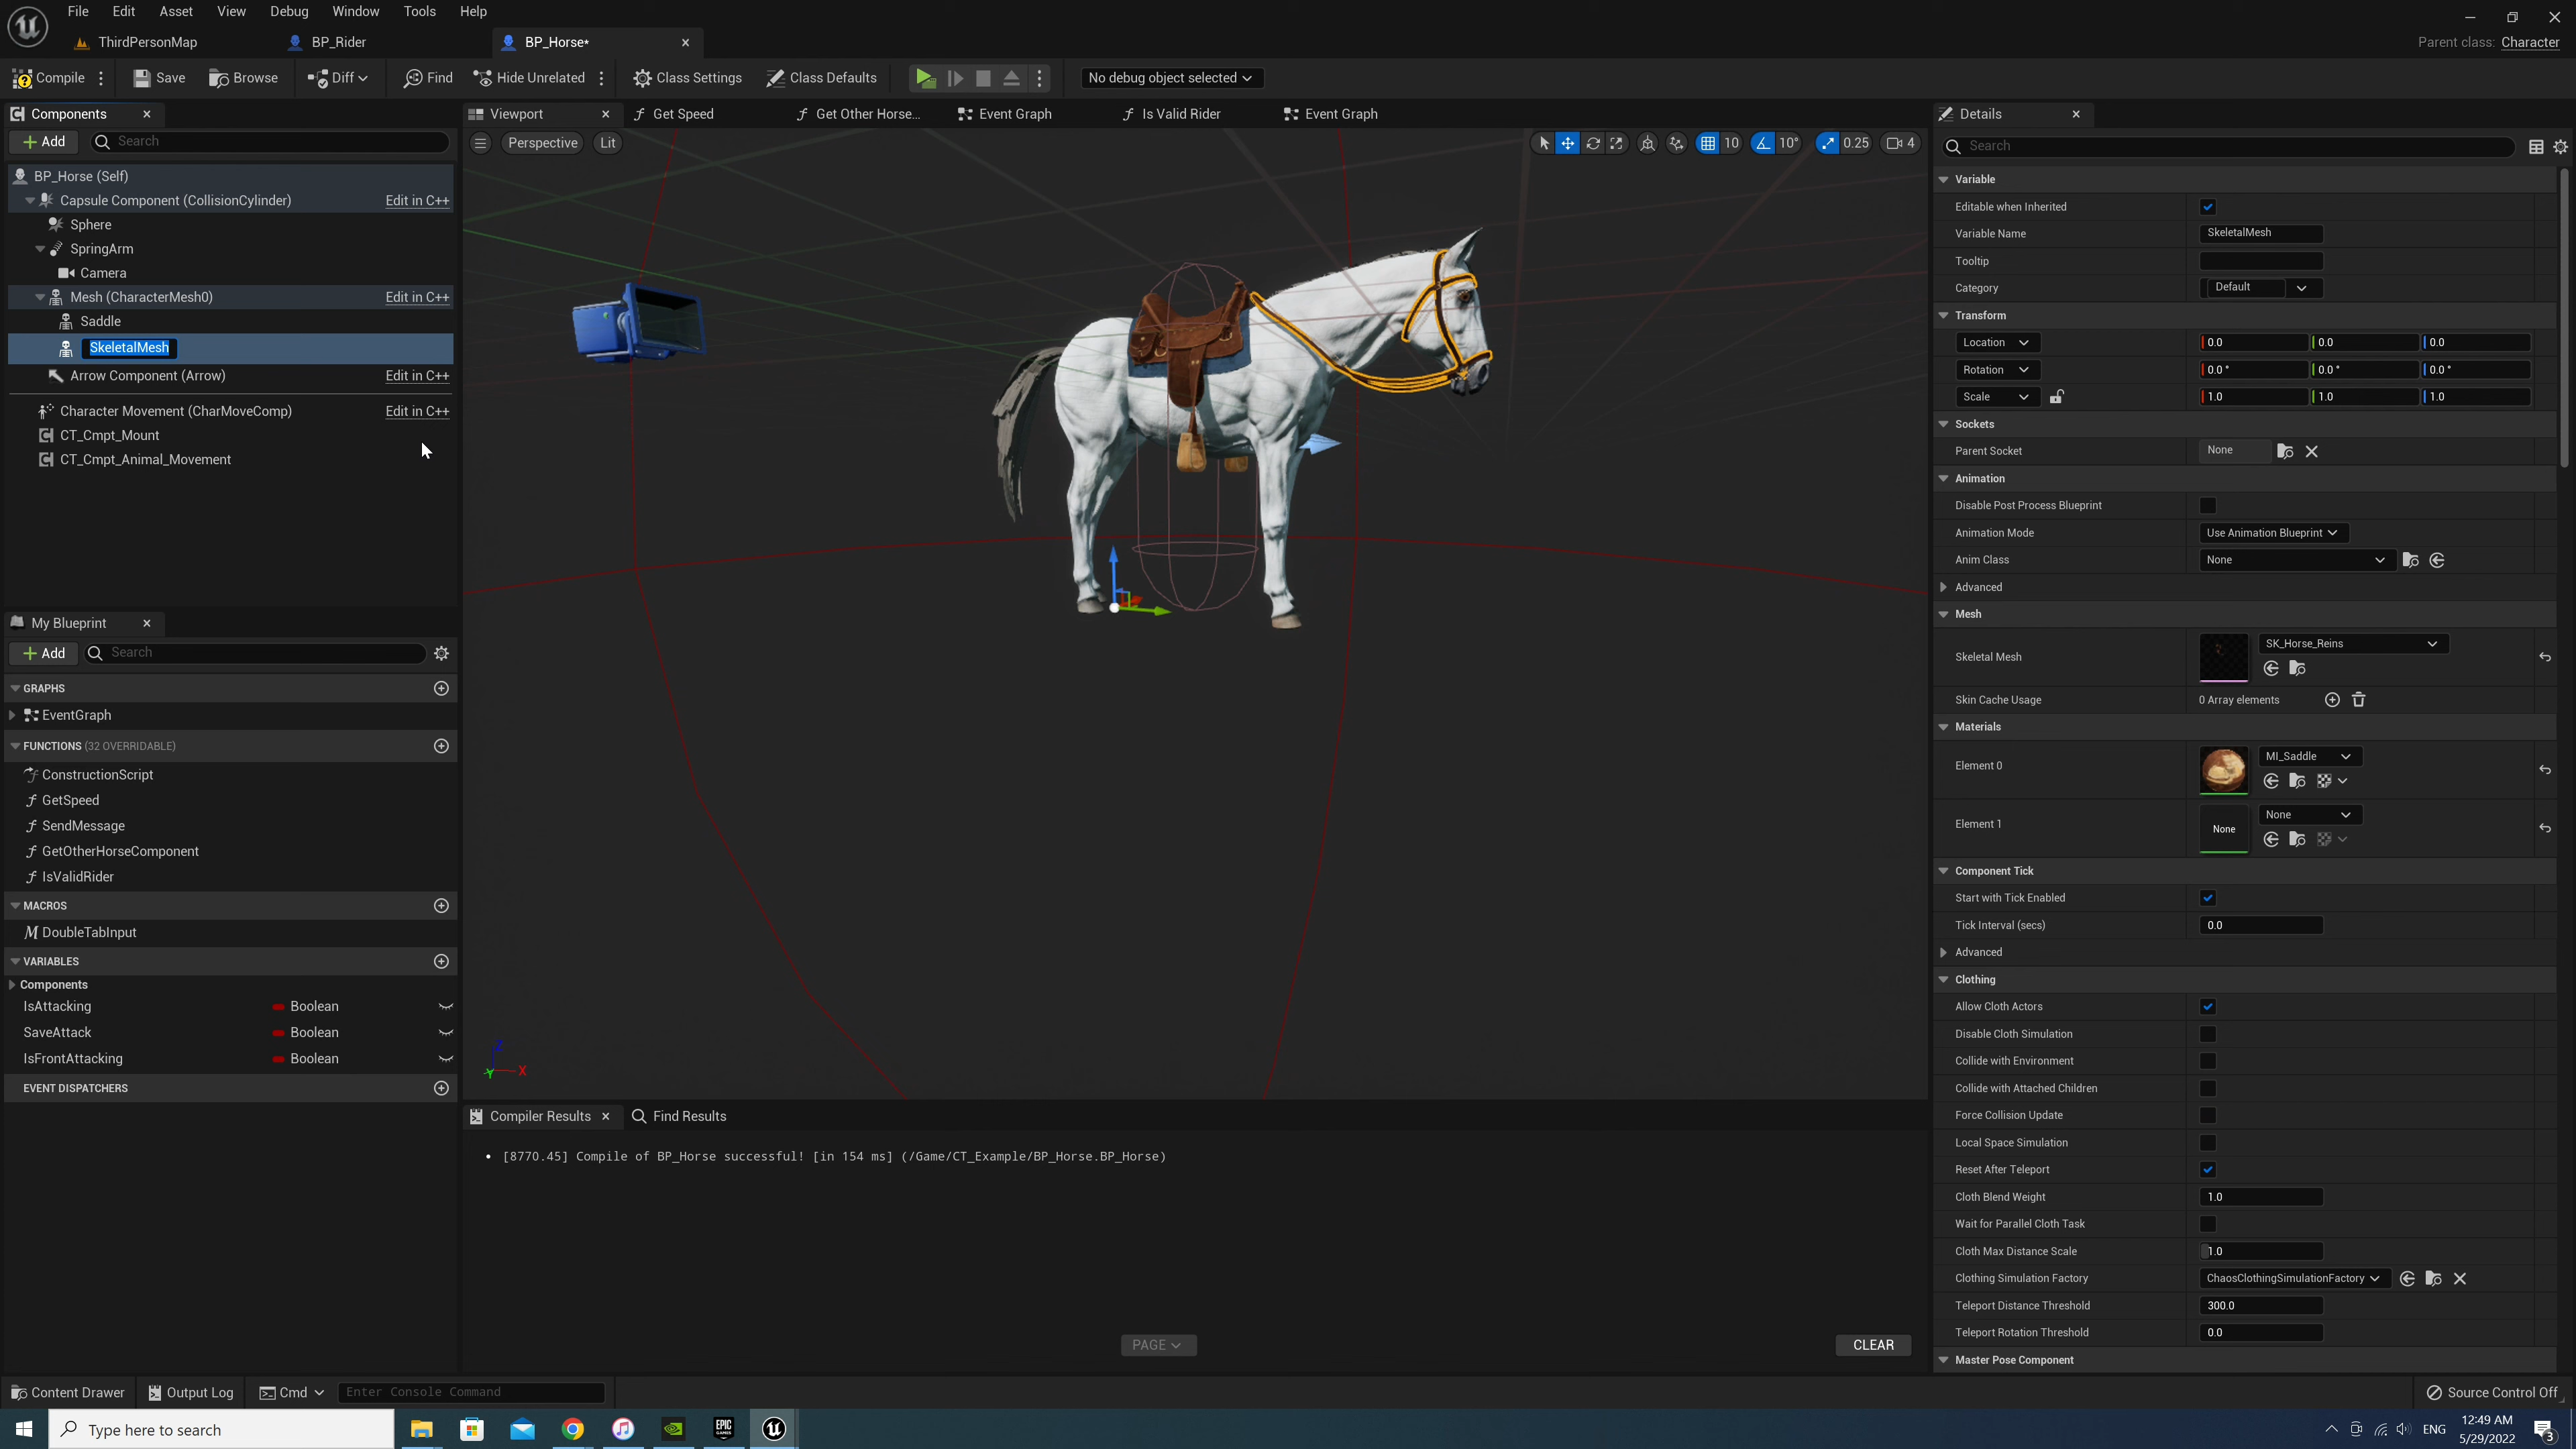 File Edit Asset View Debug Window Tools Help
ThirdPersonMap BP_Rider BP_Horse*
Parent class: Character
Compile Save Browse Diff Find Hide Unrelated Class Settings Class Defaults No debug object selected
Components
Add Search
BP_Horse (Self)
Capsule Component (CollisionCylinder) Edit in C++
Sphere
SpringArm
Camera
Mesh (CharacterMesh0) Edit in C++
Saddle
SkeletalMesh
Arrow Component (Arrow) Edit in C++
Character Movement (CharMoveComp) Edit in C++
CT_Cmpt_Mount
CT_Cmpt_Animal_Movement
My Blueprint
Add Search
GRAPHS
EventGraph
FUNCTIONS (32 OVERRIDABLE)
ConstructionScript
GetSpeed
SendMessage
GetOtherHorseComponent
IsValidRider
MACROS
DoubleTabInput
VARIABLES
Components
IsAttacking Boolean
SaveAttack Boolean
IsFrontAttacking Boolean
EVENT DISPATCHERS
Viewport Get Speed Get Other Horse... Event Graph Is Valid Rider Event Graph
Perspective Lit 10 10° 0.25 4
Z
Y X
Compiler Results Find Results
• [8770.45] Compile of BP_Horse successful! [in 154 ms] (/Game/CT_Example/BP_Horse.BP_Horse)
PAGE CLEAR
Details
Search
Variable
Editable when Inherited
Variable Name SkeletalMesh
Tooltip
Category Default
Transform
Location 0.0 0.0 0.0
Rotation 0.0 ° 0.0 ° 0.0 °
Scale 1.0 1.0 1.0
Sockets
Parent Socket None
Animation
Disable Post Process Blueprint
Animation Mode Use Animation Blueprint
Anim Class None
Advanced
Mesh
Skeletal Mesh SK_Horse_Reins
Skin Cache Usage 0 Array elements
Materials
Element 0 MI_Saddle
Element 1 None None
Component Tick
Start with Tick Enabled
Tick Interval (secs) 0.0
Advanced
Clothing
Allow Cloth Actors
Disable Cloth Simulation
Collide with Environment
Collide with Attached Children
Force Collision Update
Local Space Simulation
Reset After Teleport
Cloth Blend Weight 1.0
Wait for Parallel Cloth Task
Cloth Max Distance Scale 1.0
Clothing Simulation Factory ChaosClothingSimulationFactory
Teleport Distance Threshold 300.0
Teleport Rotation Threshold 0.0
Master Pose Component
Content Drawer Output Log Cmd Enter Console Command Source Control Off
Type here to search EPIC GAMES ENG 12:49 AM
5/29/2022 3